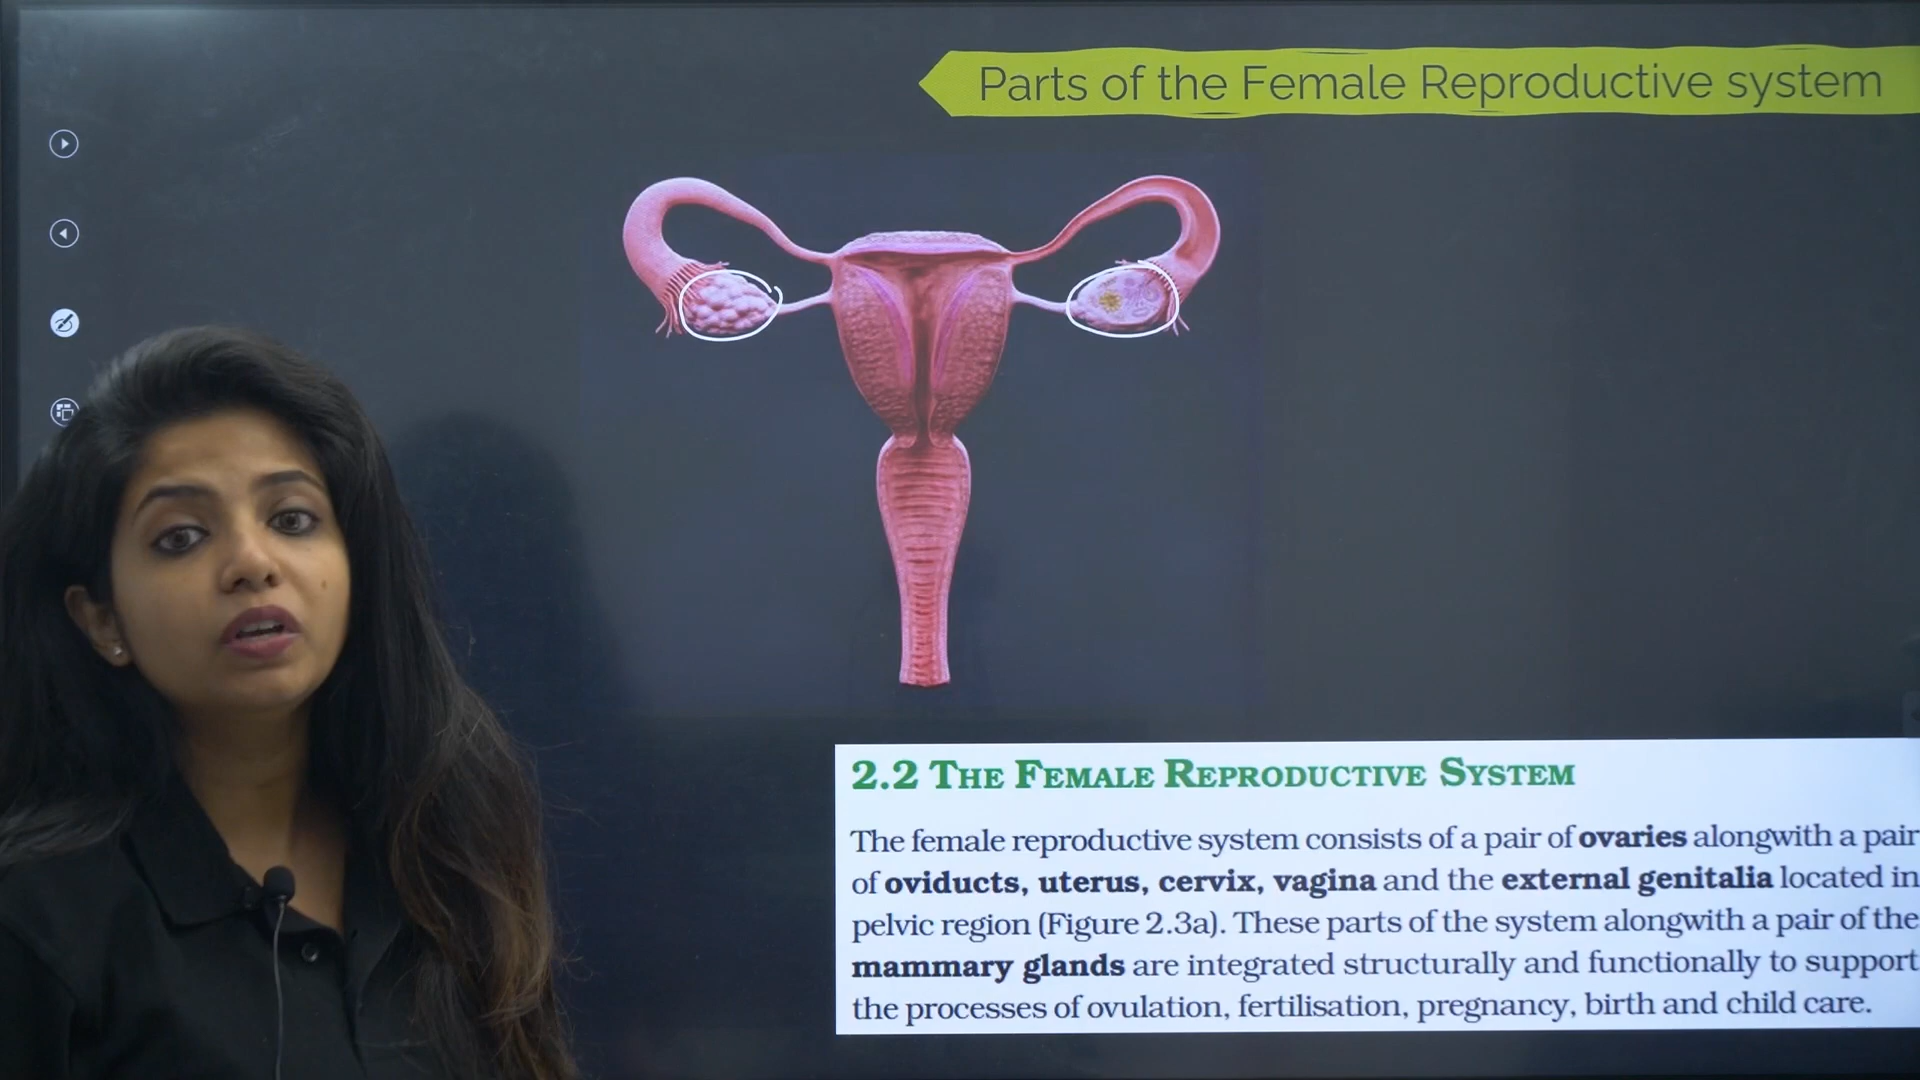 Parts of the Female Reproductive system
2.2 THE FEMALE REPRODUCTIVE SYSTEM
The female reproductive system consists of a pair of ovaries alongwith a pair
of oviducts, uterus, cervix, vagina and the external genitalia located in
pelvic region (Figure 2.3a). These parts of the system alongwith a pair of the
mammary glands are integrated structurally and functionally to support
the processes of ovulation, fertilisation, pregnancy, birth and child care.